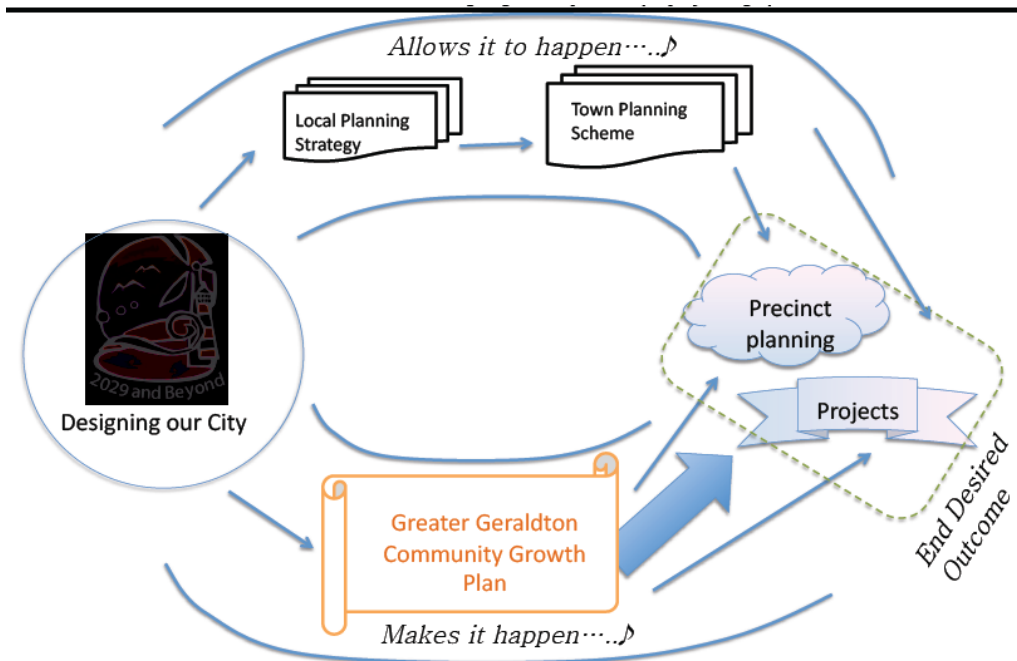 Allows it to happen…..♪
Local Planning
Strategy
Town Planning
Scheme
2029 and Beyond
Designing our City
Precinct
planning
Projects
End Desired
Outcome
Greater Geraldton
Community Growth
Plan
Makes it happen…..♪